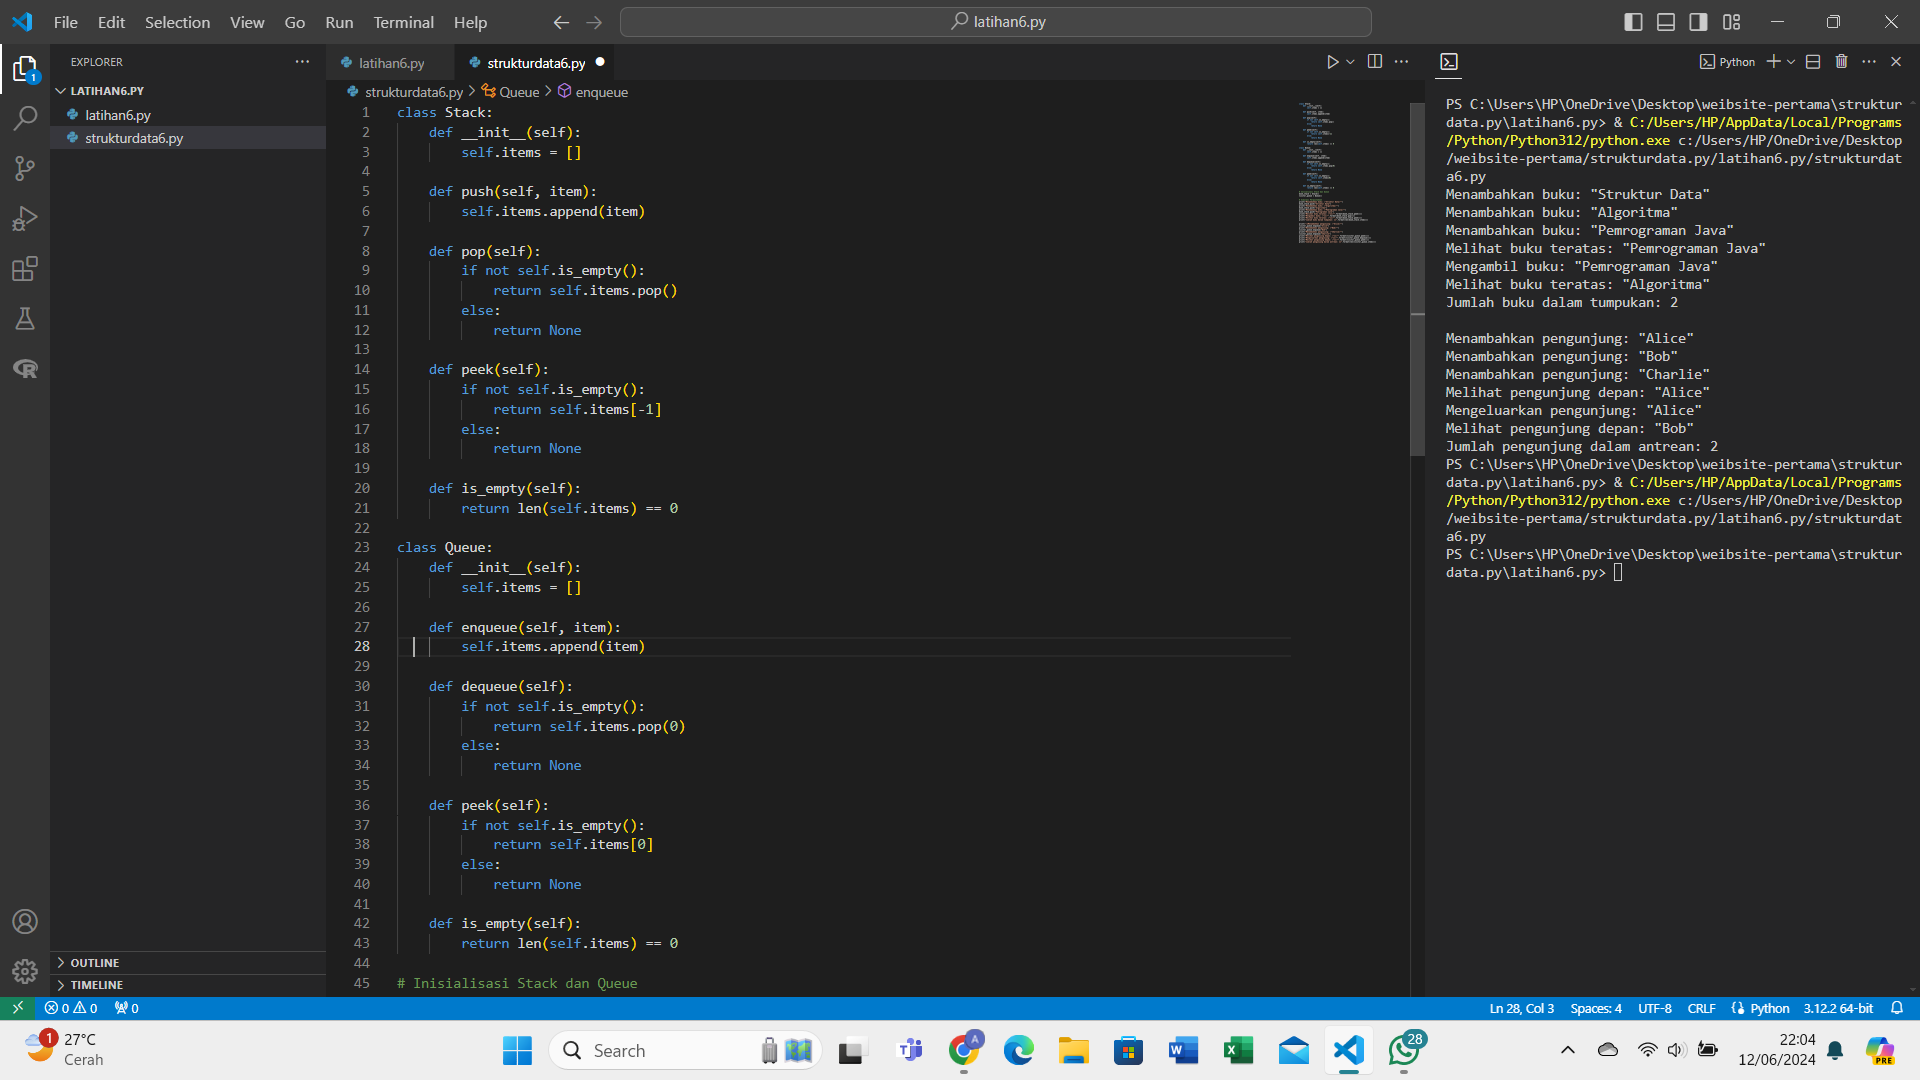 File Edit Selection View Go Run Terminal Help
latihan6.py
EXPLORER
LATIHAN6.PY
latihan6.py
strukturdata6.py
OUTLINE
TIMELINE
latihan6.py strukturdata6.py
strukturdata6.py > Queue > enqueue
1 class Stack:
2 def __init__(self):
3 self.items = []
4
5 def push(self, item):
6 self.items.append(item)
7
8 def pop(self):
9 if not self.is_empty():
10 return self.items.pop()
11 else:
12 return None
13
14 def peek(self):
15 if not self.is_empty():
16 return self.items[-1]
17 else:
18 return None
19
20 def is_empty(self):
21 return len(self.items) == 0
22
23 class Queue:
24 def __init__(self):
25 self.items = []
26
27 def enqueue(self, item):
28 self.items.append(item)
29
30 def dequeue(self):
31 if not self.is_empty():
32 return self.items.pop(0)
33 else:
34 return None
35
36 def peek(self):
37 if not self.is_empty():
38 return self.items[0]
39 else:
40 return None
41
42 def is_empty(self):
43 return len(self.items) == 0
44
45 # Inisialisasi Stack dan Queue
Python
PS C:\Users\HP\OneDrive\Desktop\weibsite-pertama\struktur
data.py\latihan6.py> & C:/Users/HP/AppData/Local/Programs
/Python/Python312/python.exe c:/Users/HP/OneDrive/Desktop
/weibsite-pertama/strukturdata.py/latihan6.py/strukturdat
a6.py
Menambahkan buku: "Struktur Data"
Menambahkan buku: "Algoritma"
Menambahkan buku: "Pemrograman Java"
Melihat buku teratas: "Pemrograman Java"
Mengambil buku: "Pemrograman Java"
Melihat buku teratas: "Algoritma"
Jumlah buku dalam tumpukan: 2
Menambahkan pengunjung: "Alice"
Menambahkan pengunjung: "Bob"
Menambahkan pengunjung: "Charlie"
Melihat pengunjung depan: "Alice"
Mengeluarkan pengunjung: "Alice"
Melihat pengunjung depan: "Bob"
Jumlah pengunjung dalam antrean: 2
PS C:\Users\HP\OneDrive\Desktop\weibsite-pertama\struktur
data.py\latihan6.py> & C:/Users/HP/AppData/Local/Programs
/Python/Python312/python.exe c:/Users/HP/OneDrive/Desktop
/weibsite-pertama/strukturdata.py/latihan6.py/strukturdat
a6.py
PS C:\Users\HP\OneDrive\Desktop\weibsite-pertama\struktur
data.py\latihan6.py>
0 0 0
Ln 28, Col 3 Spaces: 4 UTF-8 CRLF Python 3.12.2 64-bit
1 27°C
Cerah
Search
A
28
22:04
12/06/2024
PRE